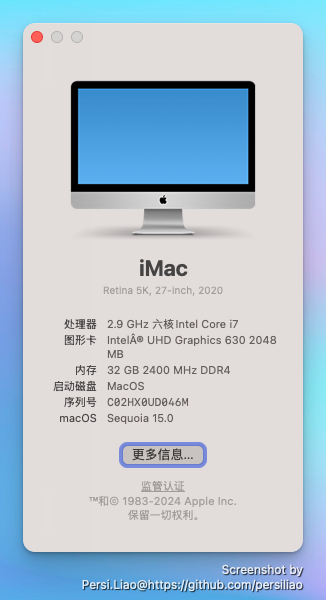 iMac
Retina 5K, 27-inch, 2020
处理器 2.9 GHz 六核Intel Core i7
图形卡 IntelÂ® UHD Graphics 630 2048
MB
内存 32 GB 2400 MHz DDR4
启动磁盘 MacOS
序列号 C02HX0UD046M
macOS Sequoia 15.0
更多信息...
监管认证
™和© 1983-2024 Apple Inc.
保留一切权利。
Screenshot by
Persi.Liao@https://github.com/persiliao